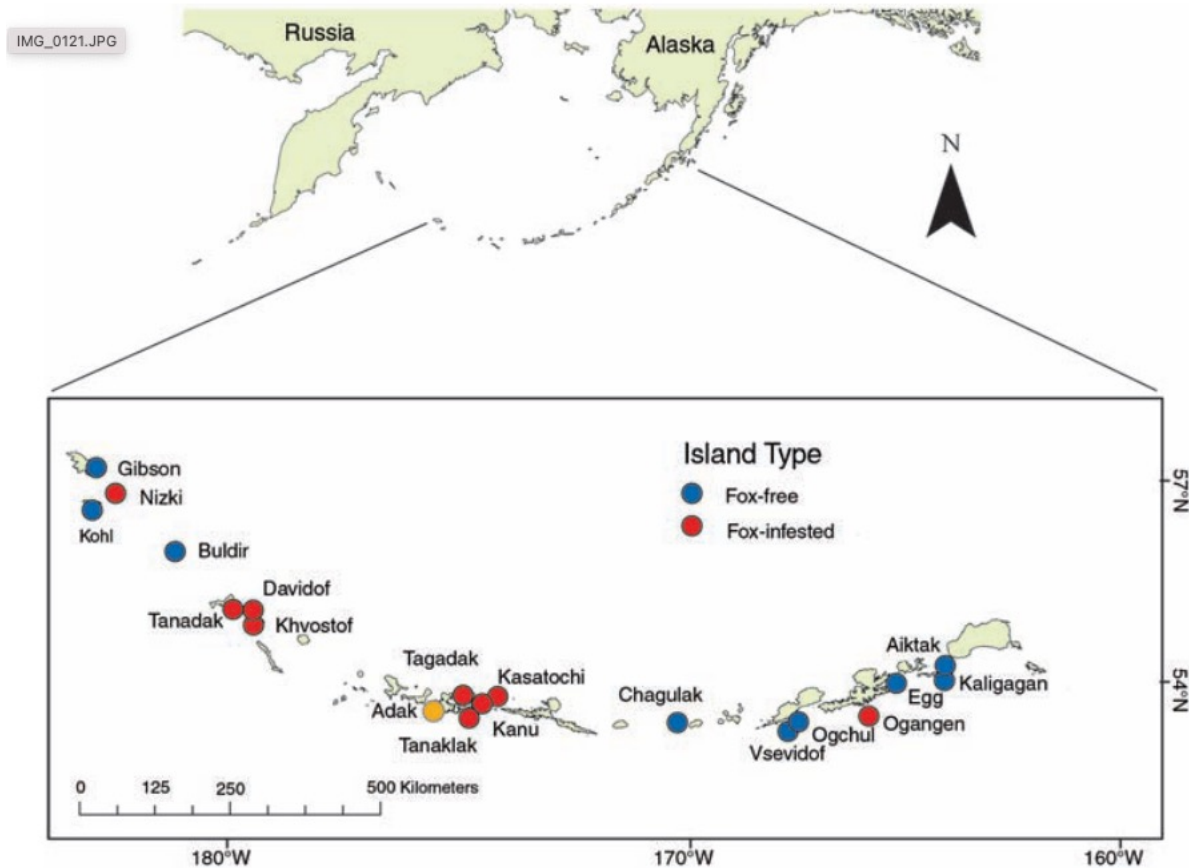 IMG_0121.JPG
Russia
Alaska
N
Island Type
Fox-free
Fox-infested
Gibson
Nizki
Kohl
Buldir
Davidof
Tanadak
Khvostof
Tagadak
Kasatochi
Adak
Kanu
Tanaklak
Chagulak
Aiktak
Kaligagan
Egg
Ogangen
Ogchul
Vsevidof
57°N
54°N
0 125 250 500 Kilometers
180°W 170°W 160°W